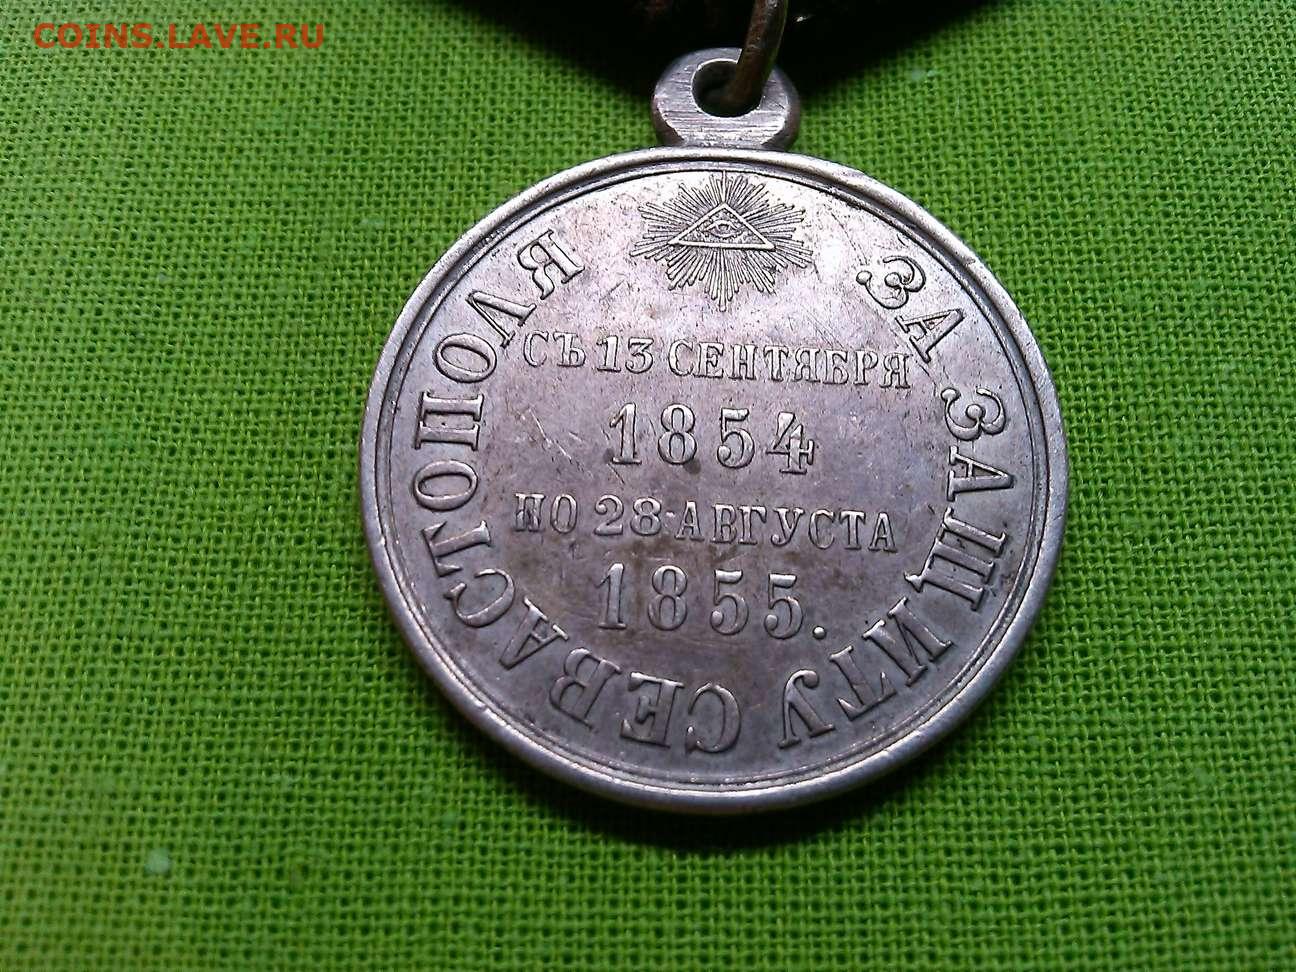 COINS.LAVE.RU
ЗА ЗАЩИТУ СЕВАСТОПОЛЯ
СЪ 13 СЕНТЯБРЯ
1854
ПО 28 АВГУСТА
1855.